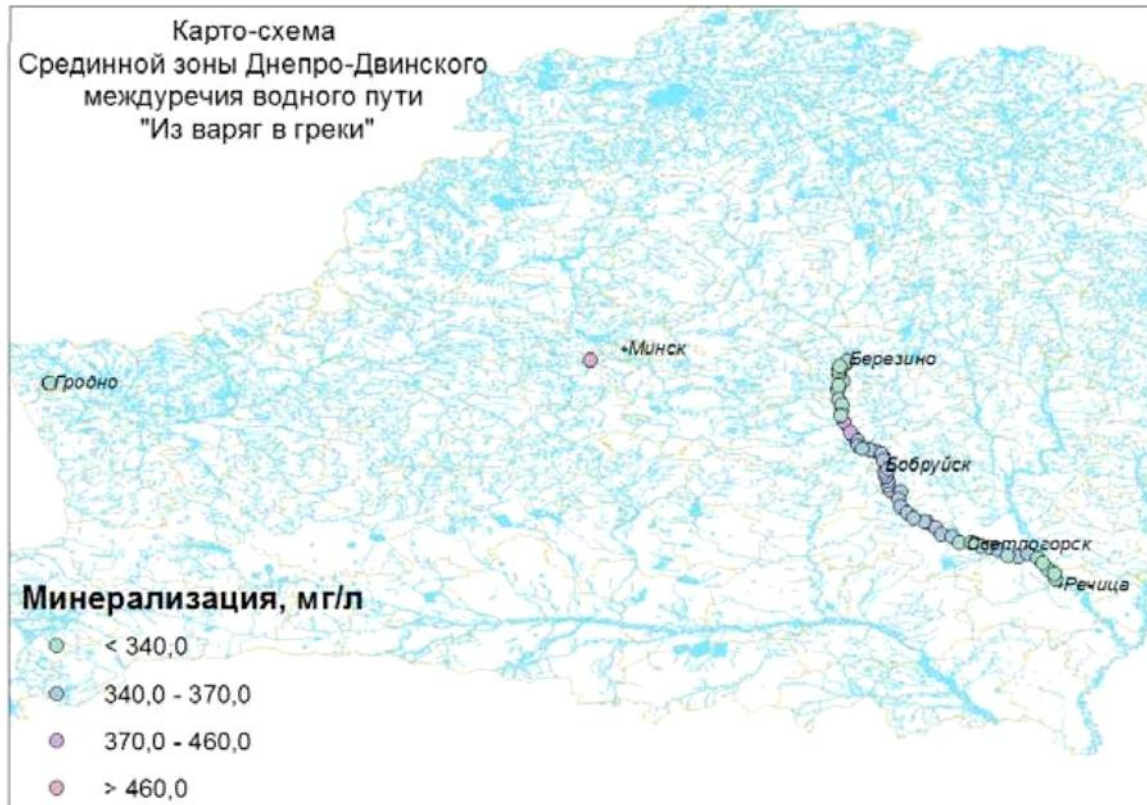 Карто-схема
Срединной зоны Днепро-Двинского
междуречия водного пути
"Из варяг в греки"
Минск
Березино
Гродно
Бобруйск
Светлогорск
Речица
Минерализация, мг/л
< 340,0
340,0 - 370,0
370,0 - 460,0
> 460,0